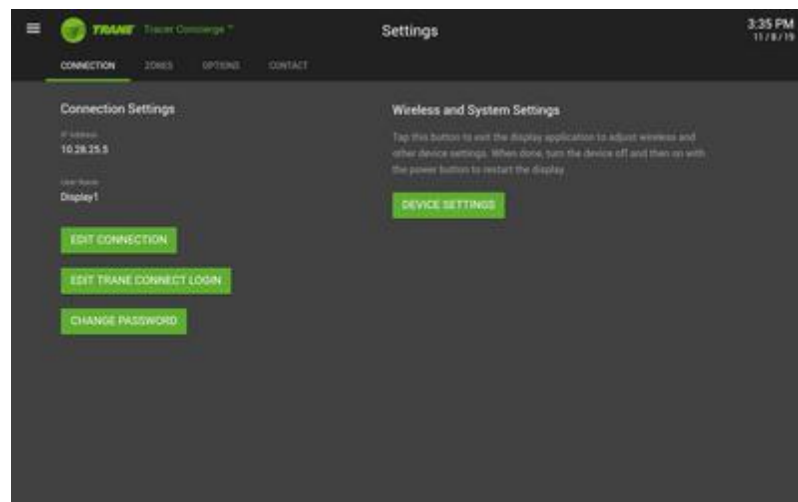 TRANE Tracer Concierge™
Settings
3:35 PM
11/8/19
CONNECTION ZONES OPTIONS CONTACT
Connection Settings
IP Address
10.28.25.5
User Name
Display1
EDIT CONNECTION
EDIT TRANE CONNECT LOGIN
CHANGE PASSWORD
Wireless and System Settings
Tap this button to exit the display application to adjust wireless and
other device settings. When done, turn the device off and then on with
the power button to restart the display.
DEVICE SETTINGS